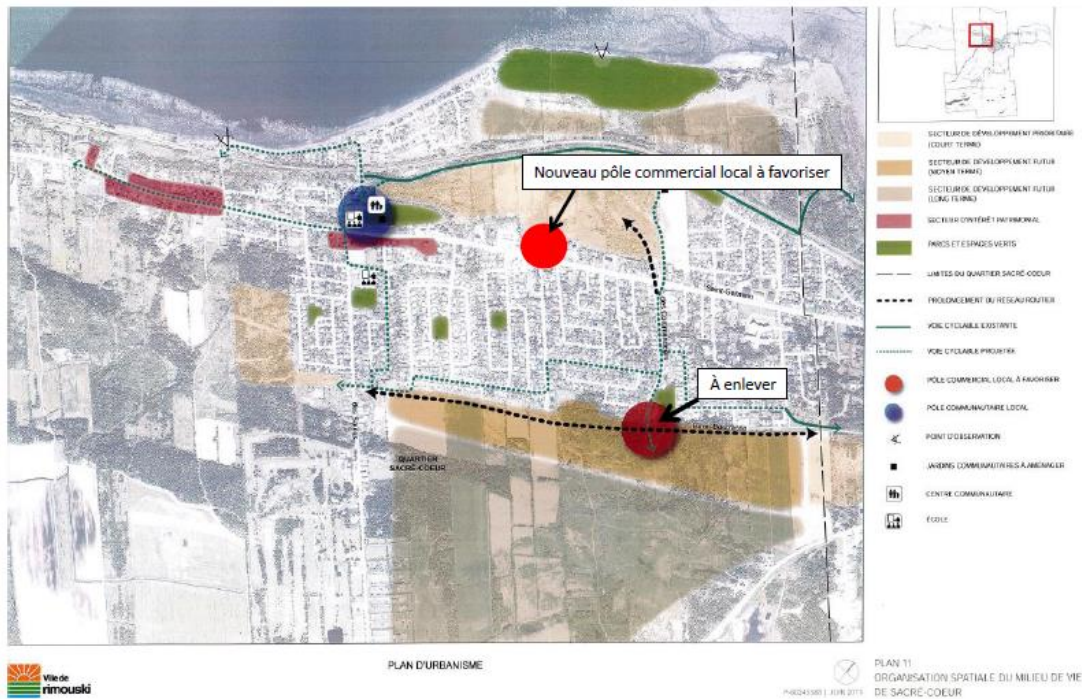 Nouveau pôle commercial local à favoriser
À enlever
QUARTIER
SACRÉ-COEUR
SECTEUR DE DÉVELOPPEMENT PRIORITAIRE
(COURT TERME)
SECTEUR DE DÉVELOPPEMENT FUTUR
(MOYEN TERME)
SECTEUR DE DÉVELOPPEMENT FUTUR
(LONG TERME)
SECTEUR D'INTÉRÊT PATRIMONIAL
PARCS ET ESPACES VERTS
LIMITES DU QUARTIER SACRÉ-COEUR
PROLONGEMENT DU RÉSEAU ROUTIER
VOIE CYCLABLE EXISTANTE
VOIE CYCLABLE PROJETÉE
PÔLE COMMERCIAL LOCAL À FAVORISER
PÔLE COMMUNAUTAIRE LOCAL
POINT D'OBSERVATION
JARDINS COMMUNAUTAIRES À AMÉNAGER
CENTRE COMMUNAUTAIRE
ÉCOLE
Ville de
rimouski
PLAN D'URBANISME
PLAN 11
ORGANISATION SPATIALE DU MILIEU DE VIE
DE SACRÉ-COEUR